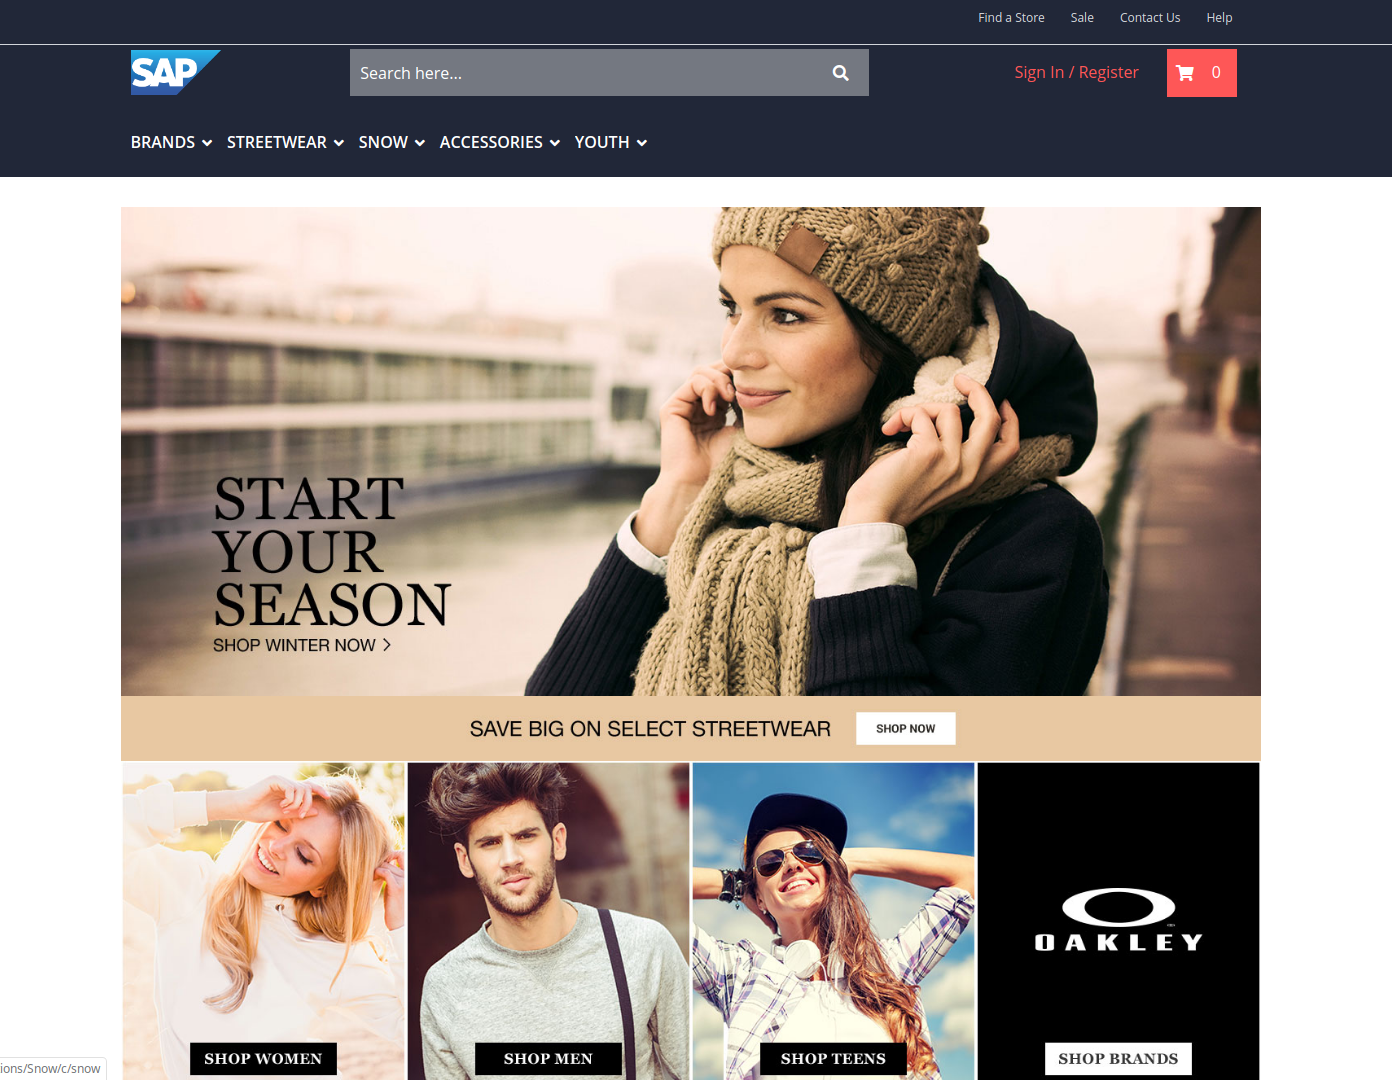 Find a Store Sale Contact Us Help
SAP
Search here...
Sign In / Register
0
BRANDS STREETWEAR SNOW ACCESSORIES YOUTH
START
YOUR
SEASON
SHOP WINTER NOW >
SAVE BIG ON SELECT STREETWEAR
SHOP NOW
OAKLEY
SHOP WOMEN
SHOP MEN
SHOP TEENS
SHOP BRANDS
ions/Snow/c/snow